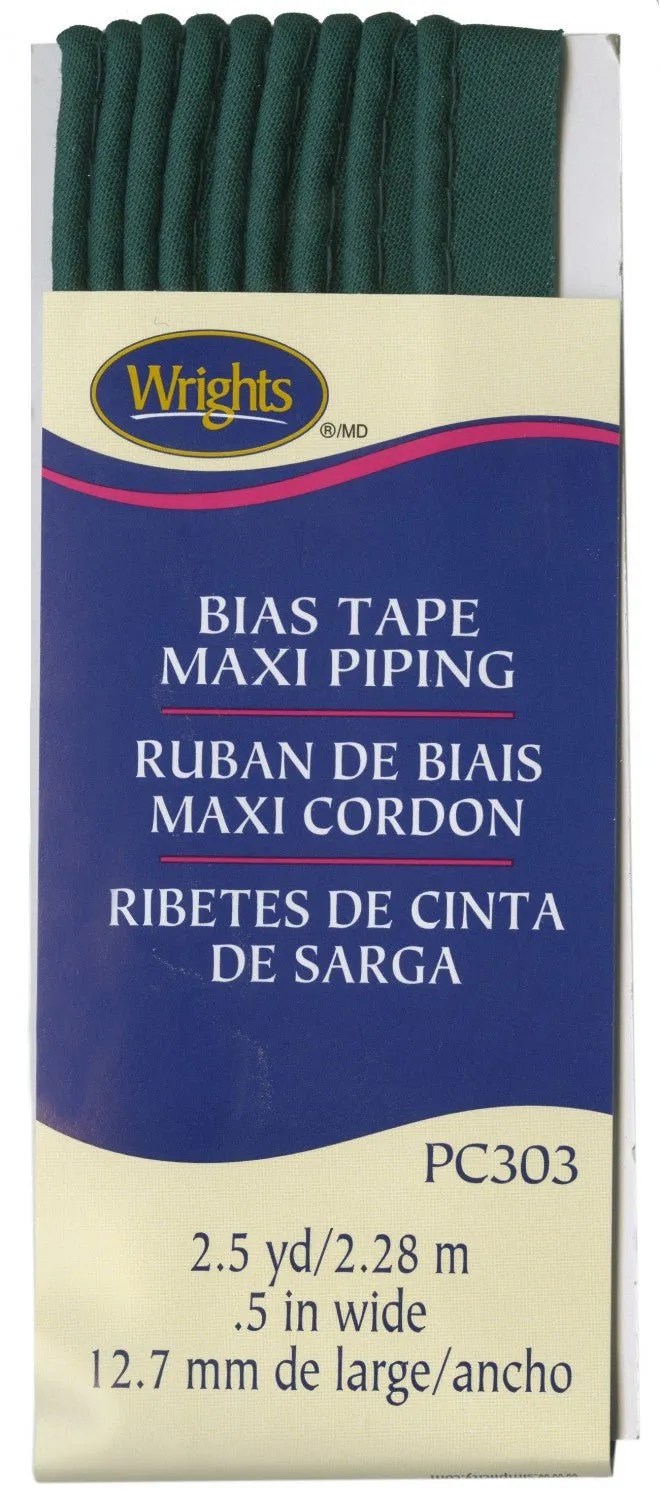 Wrights
®/MD
BIAS TAPE
MAXI PIPING
RUBAN DE BIAIS
MAXI CORDON
RIBETES DE CINTA
DE SARGA
PC303
2.5 yd/2.28 m
.5 in wide
12.7 mm de large/ancho